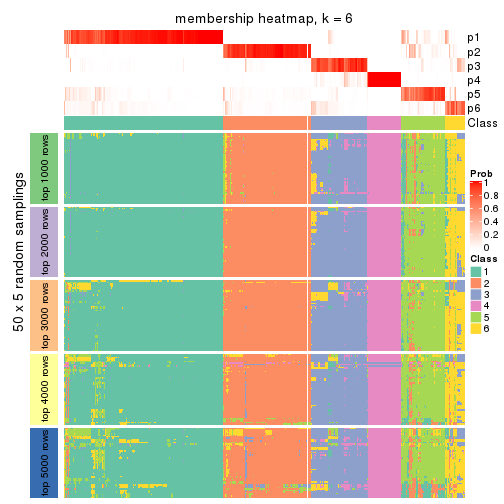 membership heatmap, k = 6
p1
p2
p3
p4
p5
p6
Class
50 x 5 random samplings
top 1000 rows
top 2000 rows
top 3000 rows
top 4000 rows
top 5000 rows
Prob
1
0.8
0.6
0.4
0.2
0
Class
1
2
3
4
5
6